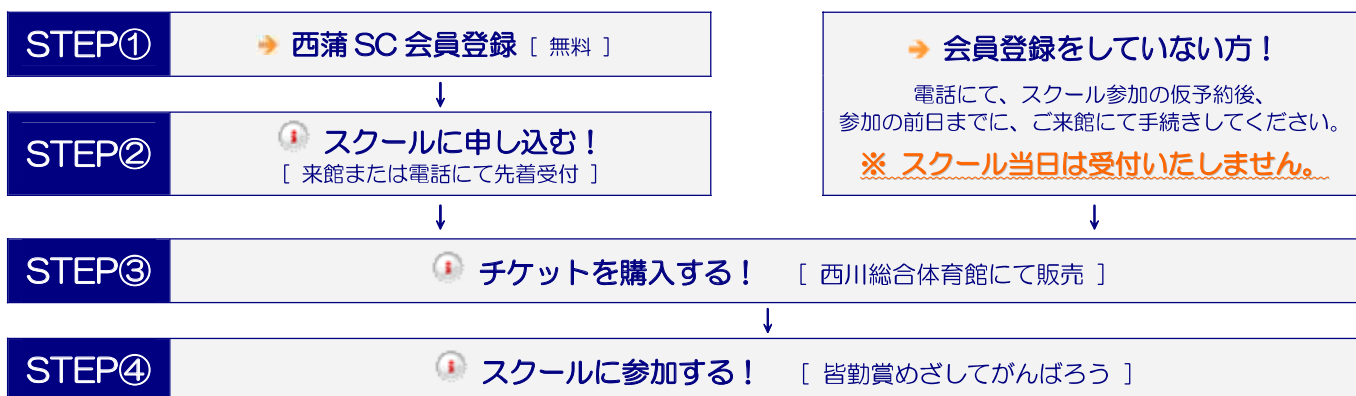 STEP① 西蒲 SC 会員登録 [ 無料 ]
↓
STEP② スクールに申し込む！
[ 来館または電話にて先着受付 ]
↓
会員登録をしていない方！
電話にて、スクール参加の仮予約後、
参加の前日までに、ご来館にて手続きしてください。
※ スクール当日は受付いたしません。
↓
STEP③ チケットを購入する！ [ 西川総合体育館にて販売 ]
↓
STEP④ スクールに参加する！ [ 皆勤賞めざしてがんばろう ]